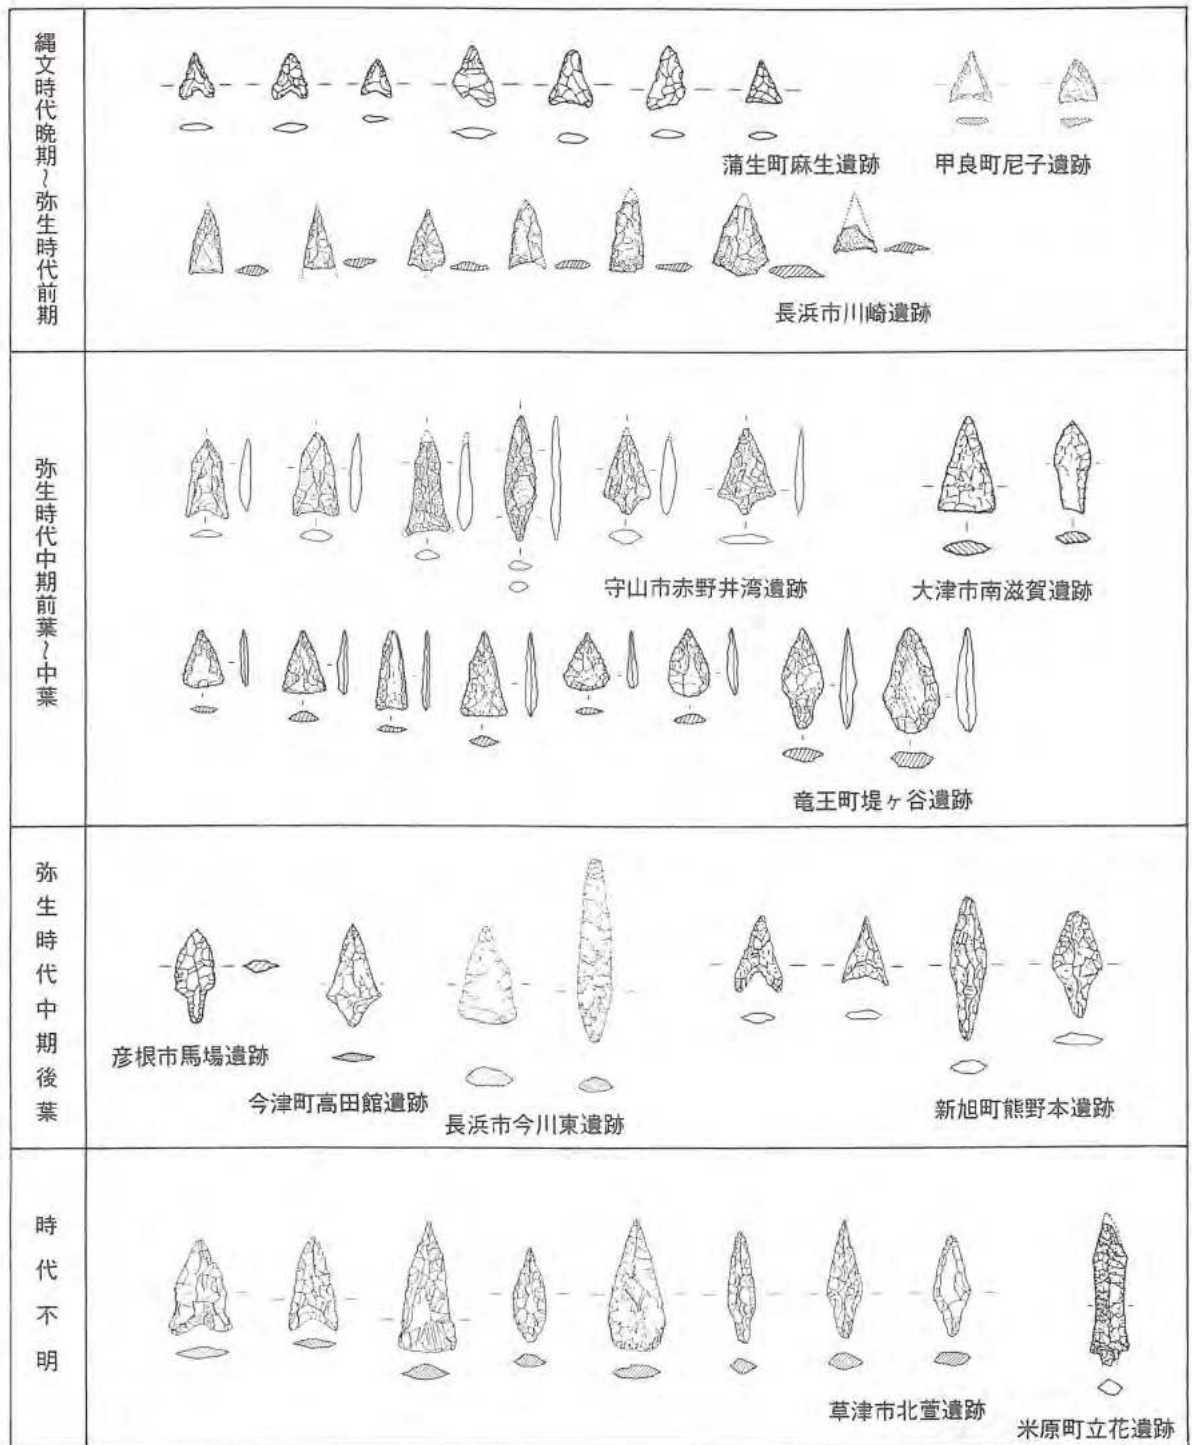 縄文時代晩期~弥生時代前期
蒲生町麻生遺跡
甲良町尼子遺跡
長浜市川崎遺跡
弥生時代中期前葉~中葉
守山市赤野井湾遺跡
大津市南滋賀遺跡
竜王町堤ヶ谷遺跡
弥生時代中期後葉
彦根市馬場遺跡
今津町高田館遺跡
長浜市今川東遺跡
新旭町熊野本遺跡
時代不明
草津市北萱遺跡
米原町立花遺跡